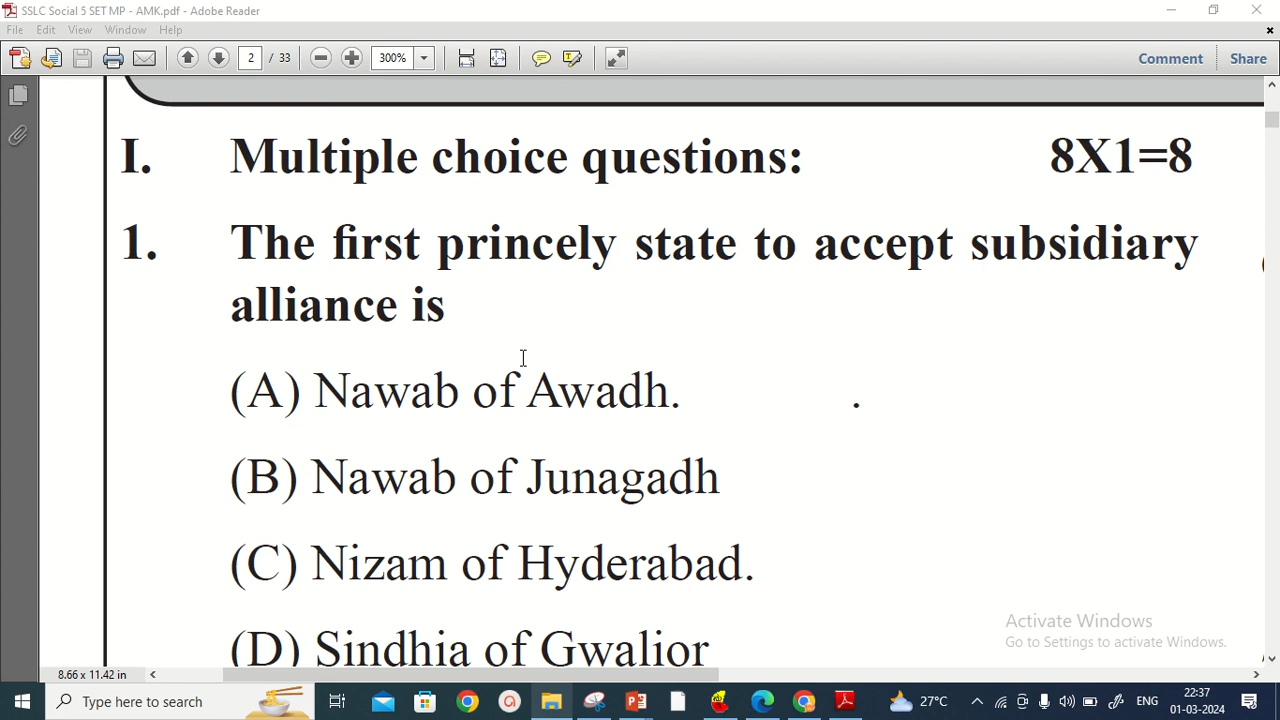 SSLC Social 5 SET MP - AMK.pdf - Adobe Reader
File Edit View Window Help
2 / 33 300% Comment Share
I. Multiple choice questions: 8X1=8
1. The first princely state to accept subsidiary
alliance is
(A) Nawab of Awadh. .
(B) Nawab of Junagadh
(C) Nizam of Hyderabad.
(D) Sindhia of Gwalior
Activate Windows
Go to Settings to activate Windows.
8.66 x 11.42 in
Type here to search 27°C ENG 22:37
01-03-2024